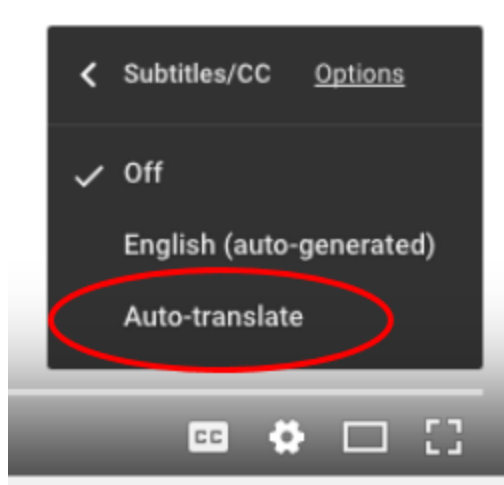 Subtitles/CC Options
Off
English (auto-generated)
Auto-translate
CC